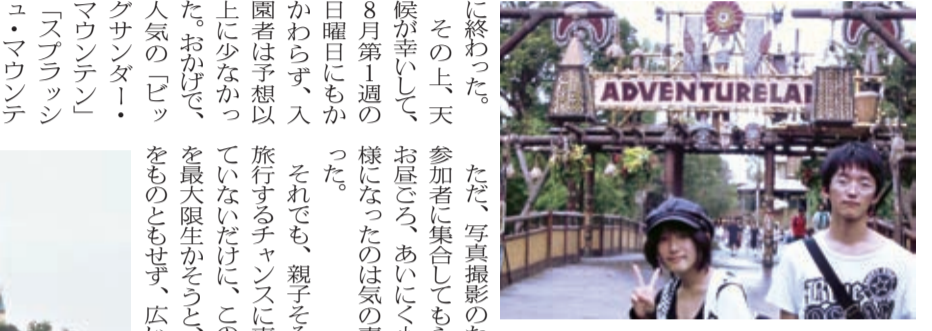 ADVENTURELA
に終わった。
その上、天
候が幸いして、
8月第1週の
日曜日にもか
かわらず、入
園者は予想以
上に少なかっ
た。おかげで、
人気の「ビッ
グサンダー・
マウンテン」
「スプラッシ
ュ・マウンテ
ただ、写真撮影の
参加者に集合しても
お昼ごろ、あいにく
様になったのは気の
った。
それでも、親子そ
旅行するチャンスに
ていないだけに、こ
を最大限生かそうと、
をものともせず、広